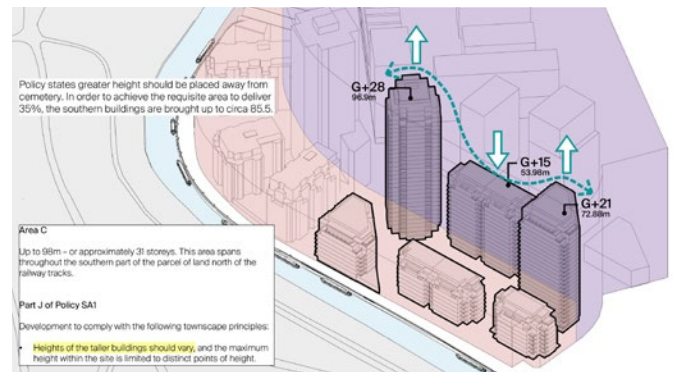 Policy states greater height should be placed away from
cemetery. In order to achieve the requisite area to deliver
35%, the southern buildings are brought up to circa 85.5.
G+28
96.9m
G+15
53.98m
G+21
72.88m
Area C
Up to 98m - or approximately 31 storeys. This area spans
throughout the southern part of the parcel of land north of the
railway tracks.
Part J of Policy SA1
Development to comply with the following townscape principles:
• Heights of the taller buildings should vary, and the maximum
height within the site is limited to distinct points of height.